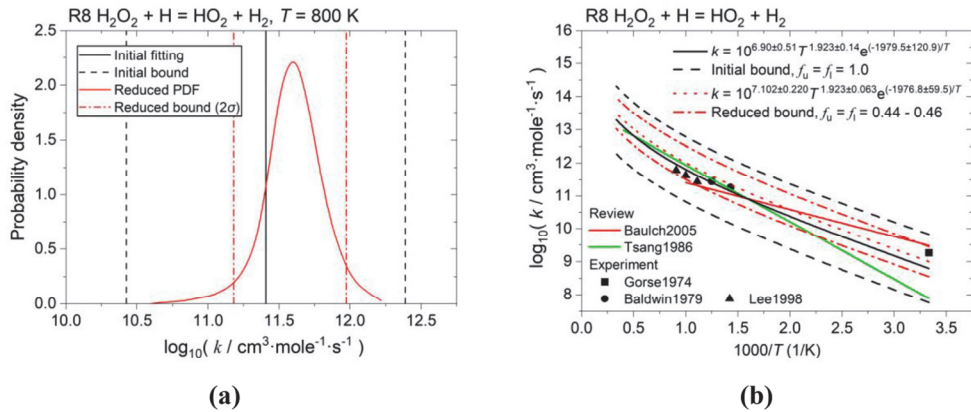 R8 H₂O₂ + H = HO₂ + H₂, T = 800 K
Probability density
2.5
2.0
1.5
1.0
0.5
0.0
Initial fitting
Initial bound
Reduced PDF
Reduced bound (2σ)
10.0 10.5 11.0 11.5 12.0 12.5
log₁₀( k / cm³·mole⁻¹·s⁻¹)
(a)
R8 H₂O₂ + H = HO₂ + H₂
log₁₀( k / cm³·mole⁻¹·s⁻¹)
16
15
14
13
12
11
10
9
8
k = 10^6.90±0.51 T^1.923±0.14 e^(-1979.5±120.9)/T
Initial bound, fᵤ = fₗ = 1.0
k = 10^7.102±0.220 T^1.923±0.063 e^(-1976.8±59.5)/T
Reduced bound, fᵤ = fₗ = 0.44 - 0.46
Review
Baulch2005
Tsang1986
Experiment
Gorse1974
Baldwin1979 Lee1998
0.0 0.5 1.0 1.5 2.0 2.5 3.0 3.5
1000/T (1/K)
(b)